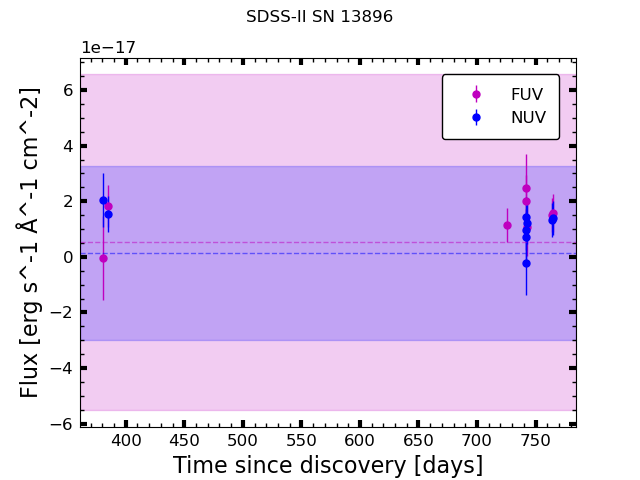 SDSS-II SN 13896
1e−17
FUV
NUV
6
4
2
0
−2
−4
−6
Flux [erg s^-1 Å^-1 cm^-2]
400 450 500 550 600 650 700 750
Time since discovery [days]